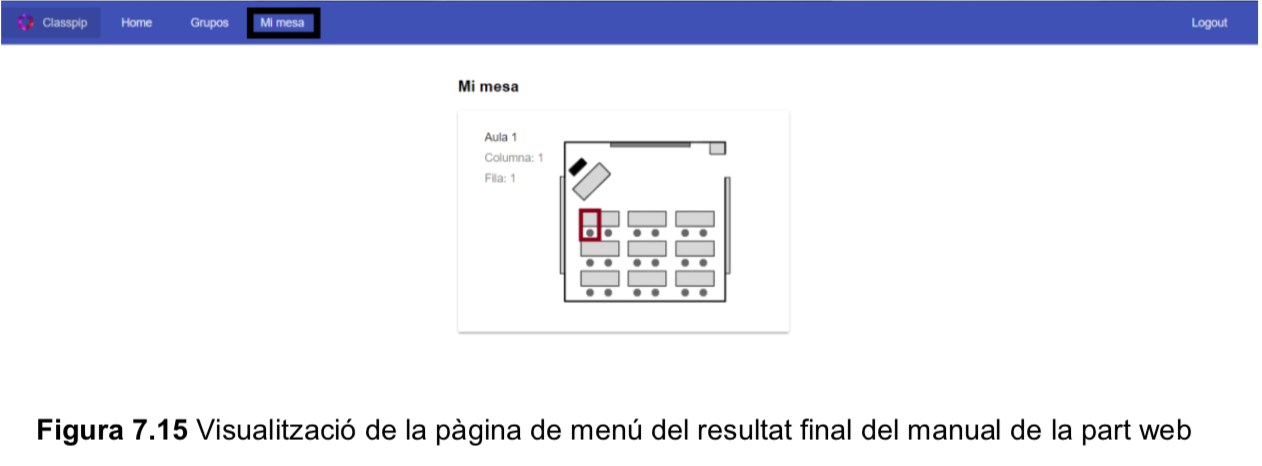 Classpip Home Grupos Mi mesa Logout
Mi mesa
Aula 1
Columna: 1
Fila: 1
Figura 7.15 Visualització de la pàgina de menú del resultat final del manual de la part web